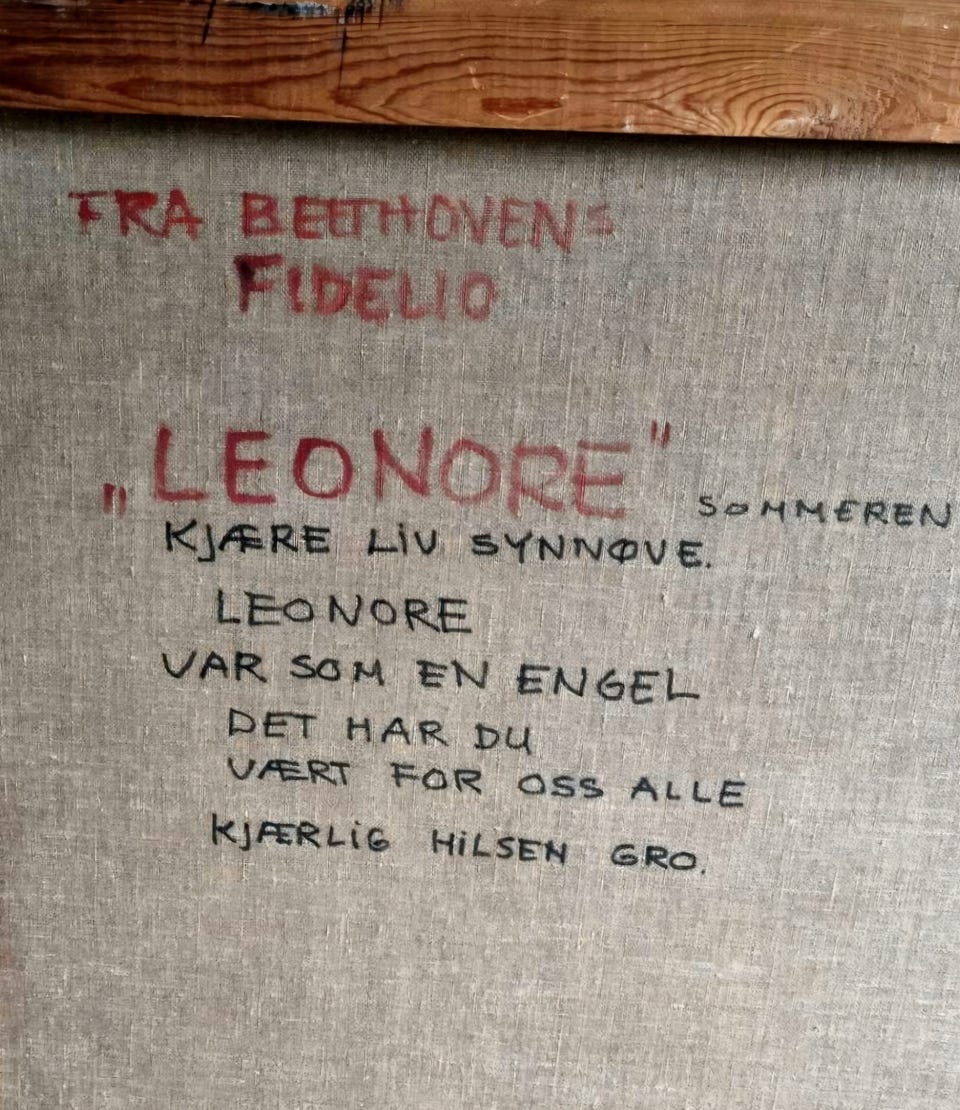 FRA BEETHOVENS
FIDELIO
„LEONORE"
SOMMEREN
KJÆRE LIV SYNNØVE.
LEONORE
VAR SOM EN ENGEL
DET HAR DU
VÆRT FOR OSS ALLE
KJÆRLIG HILSEN GRO.